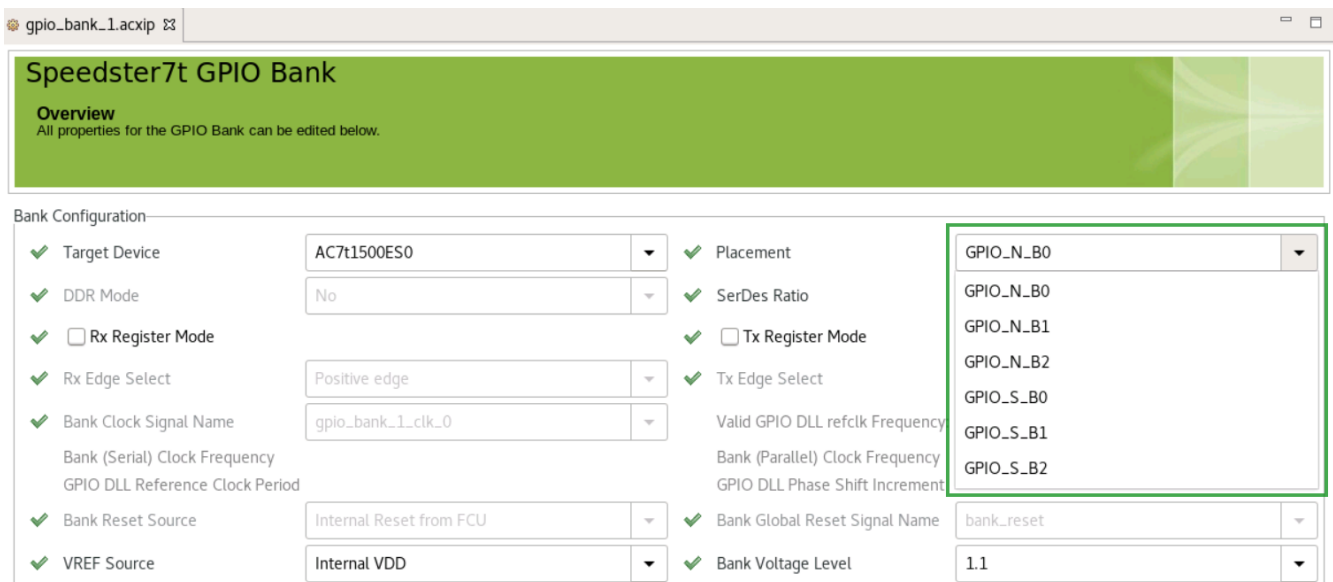 gpio_bank_1.acxip
Speedster7t GPIO Bank
Overview
All properties for the GPIO Bank can be edited below.
Bank Configuration
Target Device AC7t1500ES0 Placement GPIO_N_B0
DDR Mode No SerDes Ratio GPIO_N_B0
Rx Register Mode Tx Register Mode GPIO_N_B1
GPIO_N_B2
Rx Edge Select Positive edge Tx Edge Select GPIO_S_B0
Bank Clock Signal Name gpio_bank_1_clk_0 Valid GPIO DLL refclk Frequency GPIO_S_B1
Bank (Serial) Clock Frequency Bank (Parallel) Clock Frequency GPIO_S_B2
GPIO DLL Reference Clock Period GPIO DLL Phase Shift Increment
Bank Reset Source Internal Reset from FCU Bank Global Reset Signal Name bank_reset
VREF Source Internal VDD Bank Voltage Level 1.1